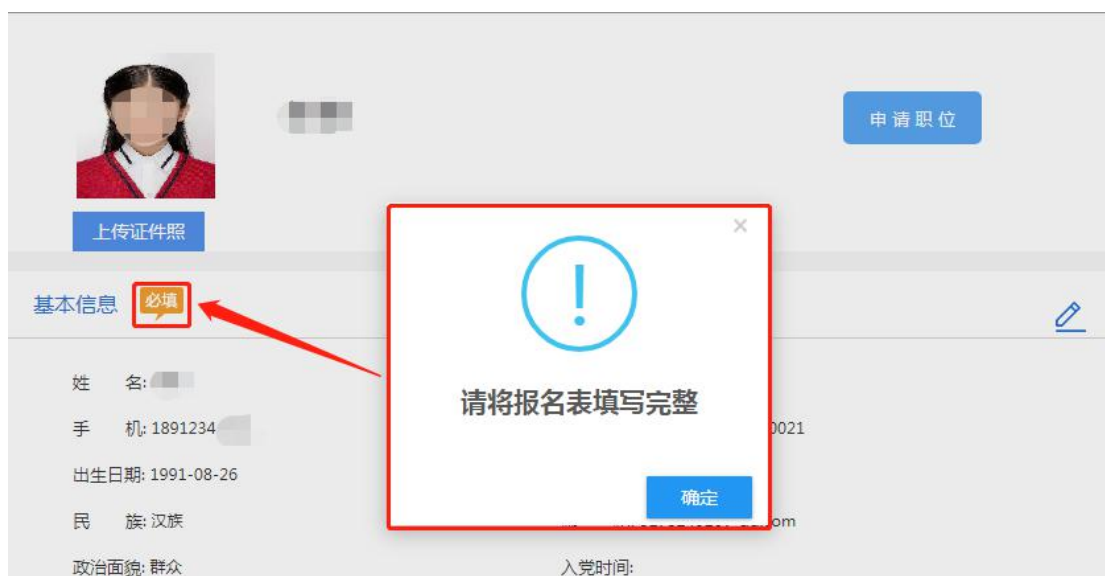 申请职位
上传证件照
基本信息 必填
请将报名表填写完整
确定
姓 名:
手 机: 1891234
0021
出生日期: 1991-08-26
民 族: 汉族
om
政治面貌: 群众
入党时间: